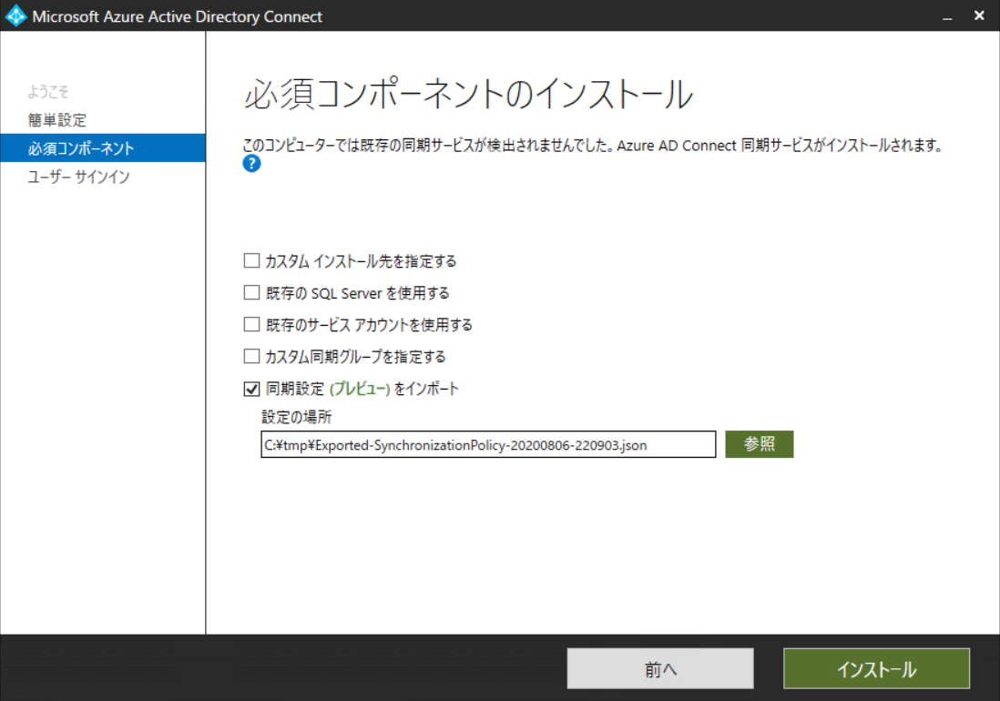 Microsoft Azure Active Directory Connect
ようこそ
簡単設定
必須コンポーネント
ユーザー サインイン
必須コンポーネントのインストール
このコンピューターでは既存の同期サービスが検出されませんでした。Azure AD Connect 同期サービスがインストールされます。
?
カスタム インストール先を指定する
既存の SQL Server を使用する
既存のサービス アカウントを使用する
カスタム同期グループを指定する
同期設定 (プレビュー) をインポート
設定の場所
C:¥tmp¥Exported-SynchronizationPolicy-20200806-220903.json
参照
前へ
インストール